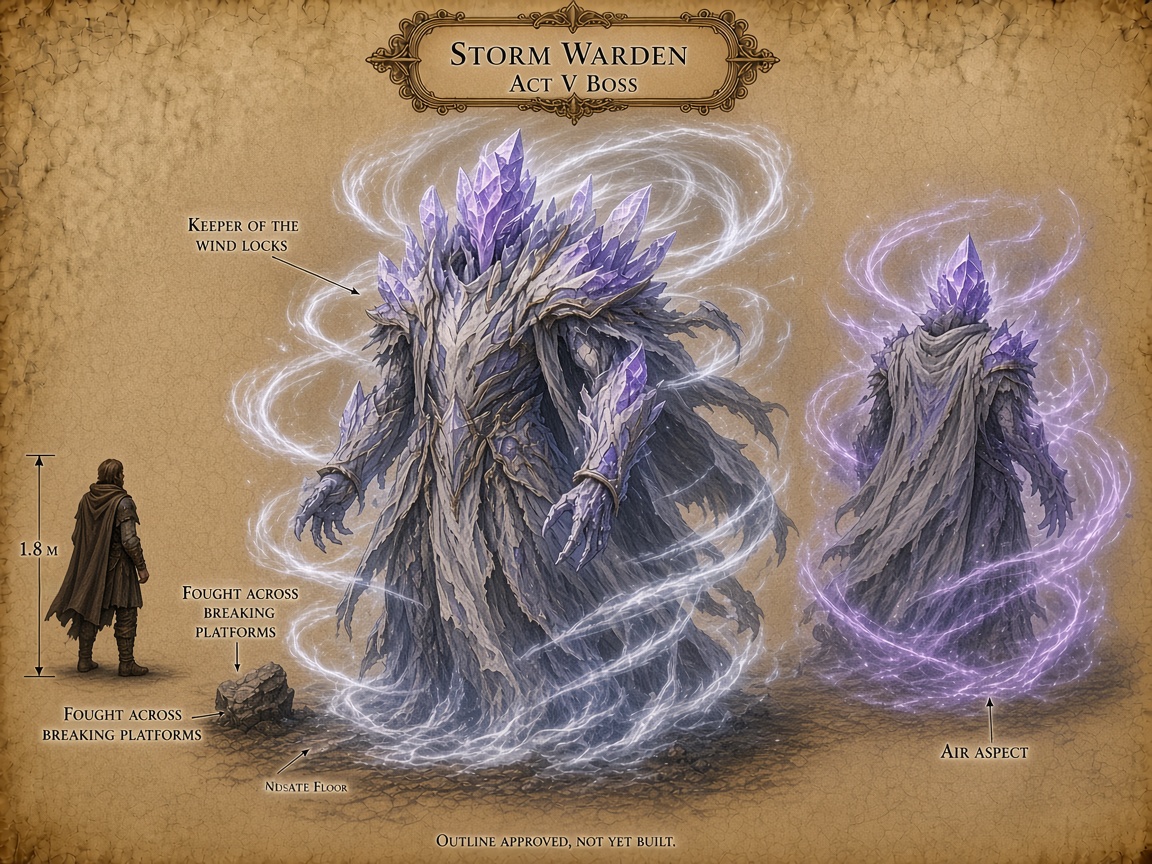 Storm Warden
Act V Boss
Keeper of the
wind locks
1.8 m
Fought across
breaking
platforms
Fought across
breaking platforms
Ndsate Floor
Air aspect
Outline approved, not yet built.